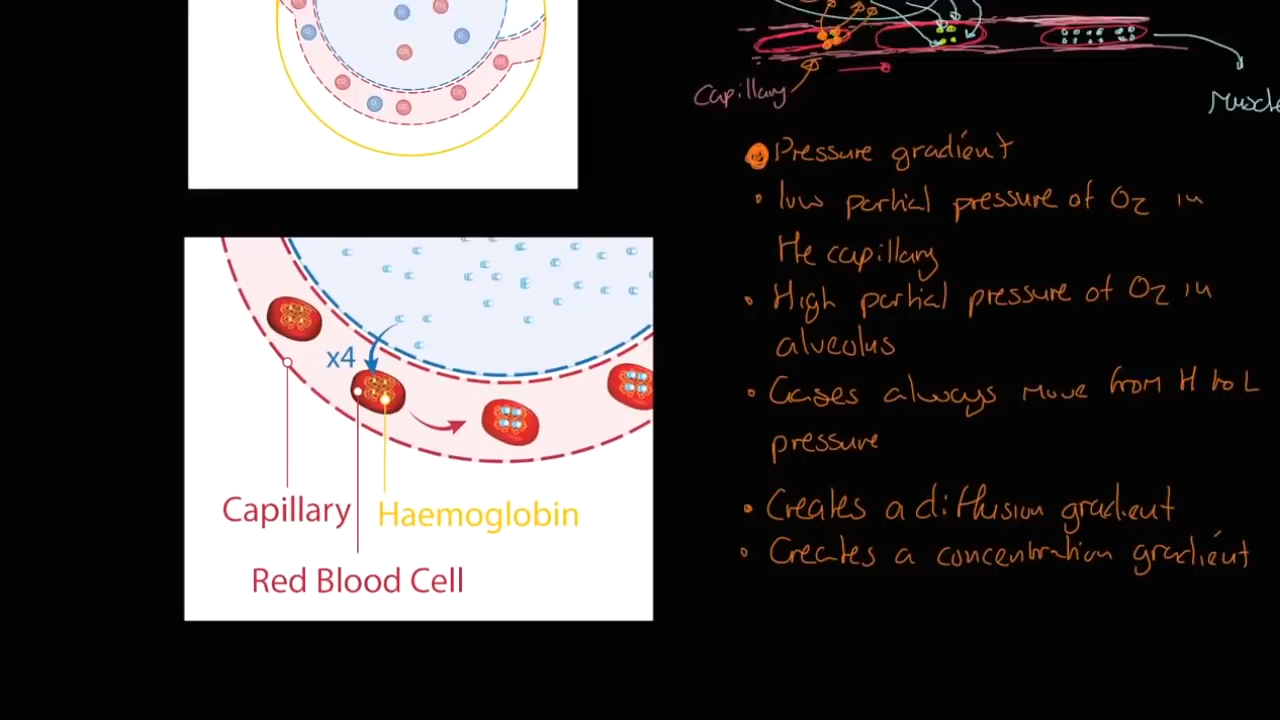 Capillary
Muscle
Pressure gradient
• low partial pressure of O2 in
the capillary
• High partial pressure of O2 in
alveolus
• Gases always move from H to L
pressure
• Creates a diffusion gradient
• Creates a concentration gradient
x4
Capillary
Haemoglobin
Red Blood Cell